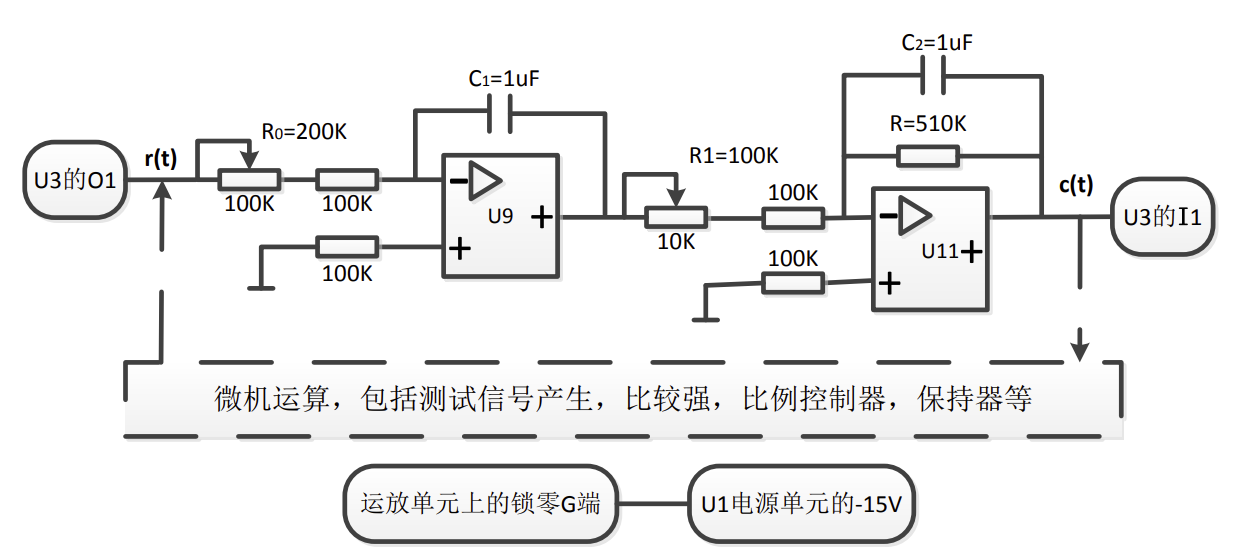 C₂=1uF
C₁=1uF
R₀=200K
R=510K
r(t)
R1=100K
U3的O1
100K
100K
100K
c(t)
U3的I1
U9
10K
U11
100K
100K
微机运算，包括测试信号产生，比较强，比例控制器，保持器等
运放单元上的锁零G端
U1电源单元的-15V